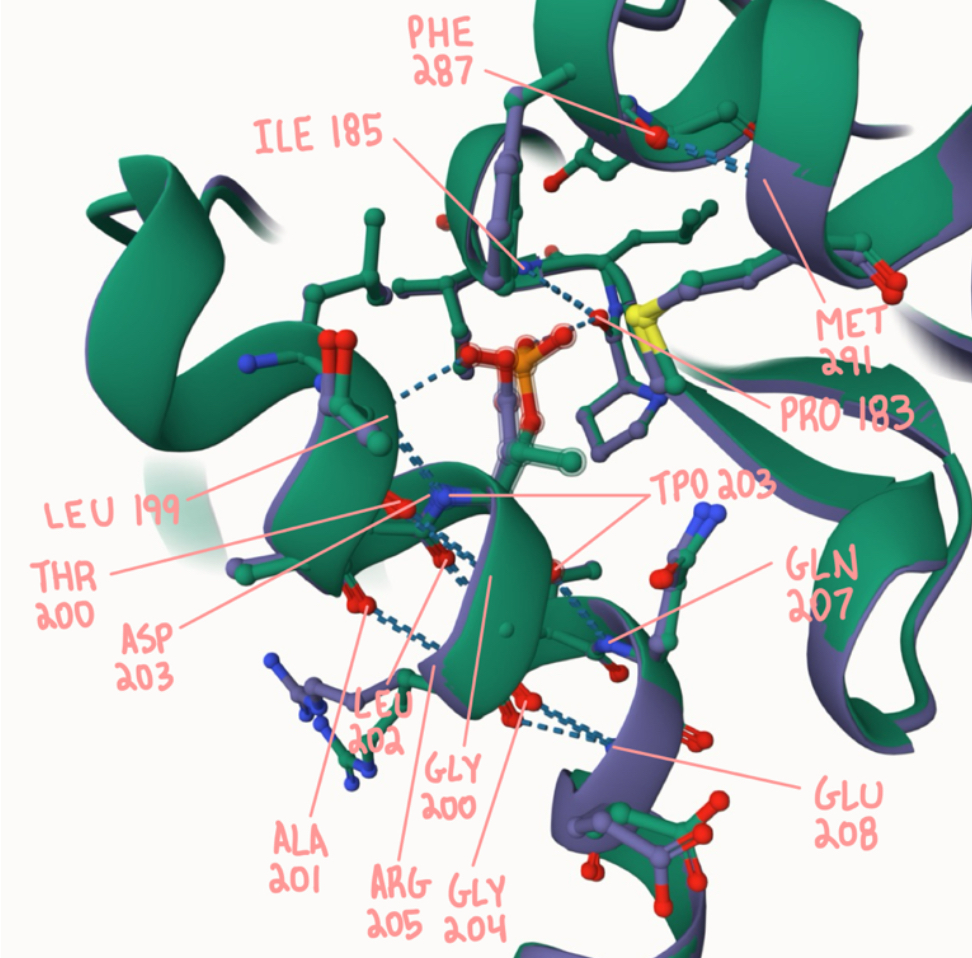 PHE
287
ILE 185
MET
291
PRO 183
LEU 199
TPO 203
THR
200
GLN
207
ASP
203
LEU
202
GLY
200
GLU
208
ALA
201
ARG
205
GLY
204